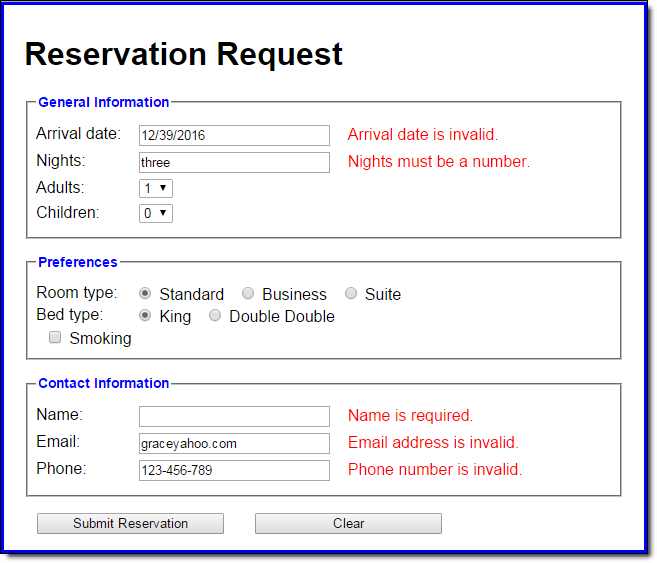 Reservation Request
General Information
Arrival date: 12/39/2016 Arrival date is invalid.
Nights: three Nights must be a number.
Adults: 1
Children: 0
Preferences
Room type: Standard Business Suite
Bed type: King Double Double
Smoking
Contact Information
Name: Name is required.
Email: graceyahoo.com Email address is invalid.
Phone: 123-456-789 Phone number is invalid.
Submit Reservation Clear